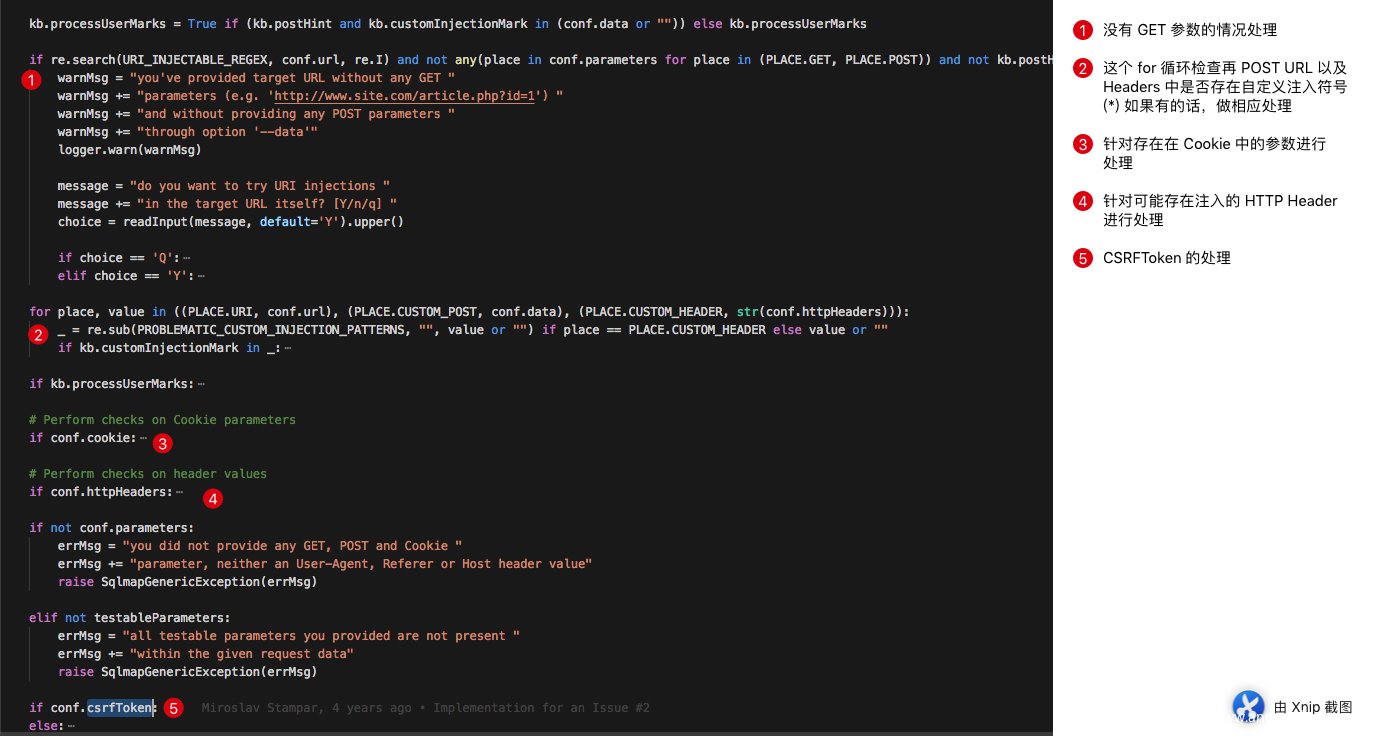 kb.processUserMarks = True if (kb.postHint and kb.customInjectionMark in (conf.data or "")) else kb.processUserMarks
if re.search(URI_INJECTABLE_REGEX, conf.url, re.I) and not any(place in conf.parameters for place in (PLACE.GET, PLACE.POST)) and not kb.postH
1
warnMsg = "you've provided target URL without any GET "
warnMsg += "parameters (e.g. 'http://www.site.com/article.php?id=1') "
warnMsg += "and without providing any POST parameters "
warnMsg += "through option '--data'"
logger.warn(warnMsg)
message = "do you want to try URI injections "
message += "in the target URL itself? [Y/n/q] "
choice = readInput(message, default='Y').upper()
if choice == 'Q':⋯
elif choice == 'Y':⋯
for place, value in ((PLACE.URI, conf.url), (PLACE.CUSTOM_POST, conf.data), (PLACE.CUSTOM_HEADER, str(conf.httpHeaders))):
2
_ = re.sub(PROBLEMATIC_CUSTOM_INJECTION_PATTERNS, "", value or "") if place == PLACE.CUSTOM_HEADER else value or ""
if kb.customInjectionMark in _:⋯
if kb.processUserMarks:⋯
# Perform checks on Cookie parameters
if conf.cookie:⋯ 3
# Perform checks on header values
if conf.httpHeaders:⋯ 4
if not conf.parameters:
errMsg = "you did not provide any GET, POST and Cookie "
errMsg += "parameter, neither an User-Agent, Referer or Host header value"
raise SqlmapGenericException(errMsg)
elif not testableParameters:
errMsg = "all testable parameters you provided are not present "
errMsg += "within the given request data"
raise SqlmapGenericException(errMsg)
if conf.csrfToken: 5 Miroslav Stampar, 4 years ago • Implementation for an Issue #2
else:⋯
1 没有 GET 参数的情况处理
2 这个 for 循环检查再 POST URL 以及
Headers 中是否存在自定义注入符号
(*) 如果有的话，做相应处理
3 针对存在在 Cookie 中的参数进行
处理
4 针对可能存在注入的 HTTP Header
进行处理
5 CSRFToken 的处理
由 Xnip 截图